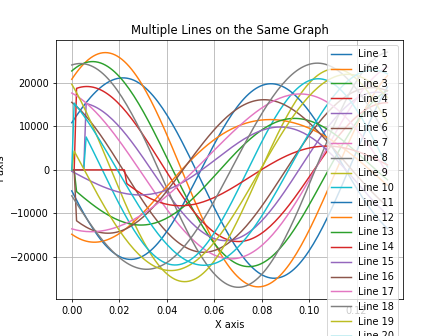 Multiple Lines on the Same Graph
20000
10000
0
−10000
−20000
0.00
0.02
0.04
0.06
0.08
0.10
X axis
Line 1
Line 2
Line 3
Line 4
Line 5
Line 6
Line 7
Line 8
Line 9
Line 10
Line 11
Line 12
Line 13
Line 14
Line 15
Line 16
Line 17
Line 18
Line 19
Line 20